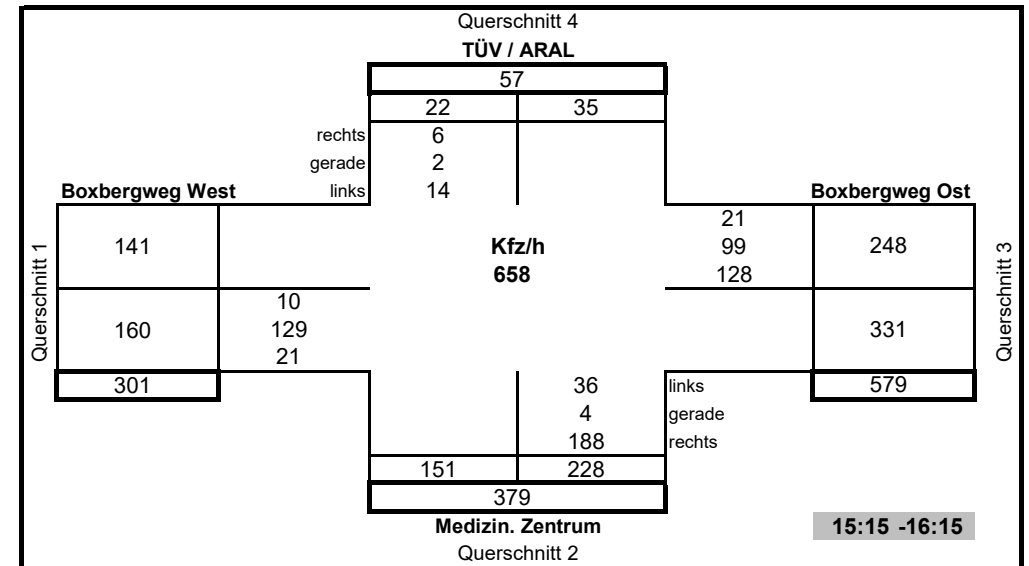 Querschnitt 4
TÜV / ARAL
57
22 35
rechts 6
gerade 2
links 14
Boxbergweg West Boxbergweg Ost
Querschnitt 1
141
21
99
128
248
Kfz/h
658
Querschnitt 3
160
10
129
21
331
301
36 links
4 gerade
188 rechts
579
151 228
379
Medizin. Zentrum
15:15 -16:15
Querschnitt 2